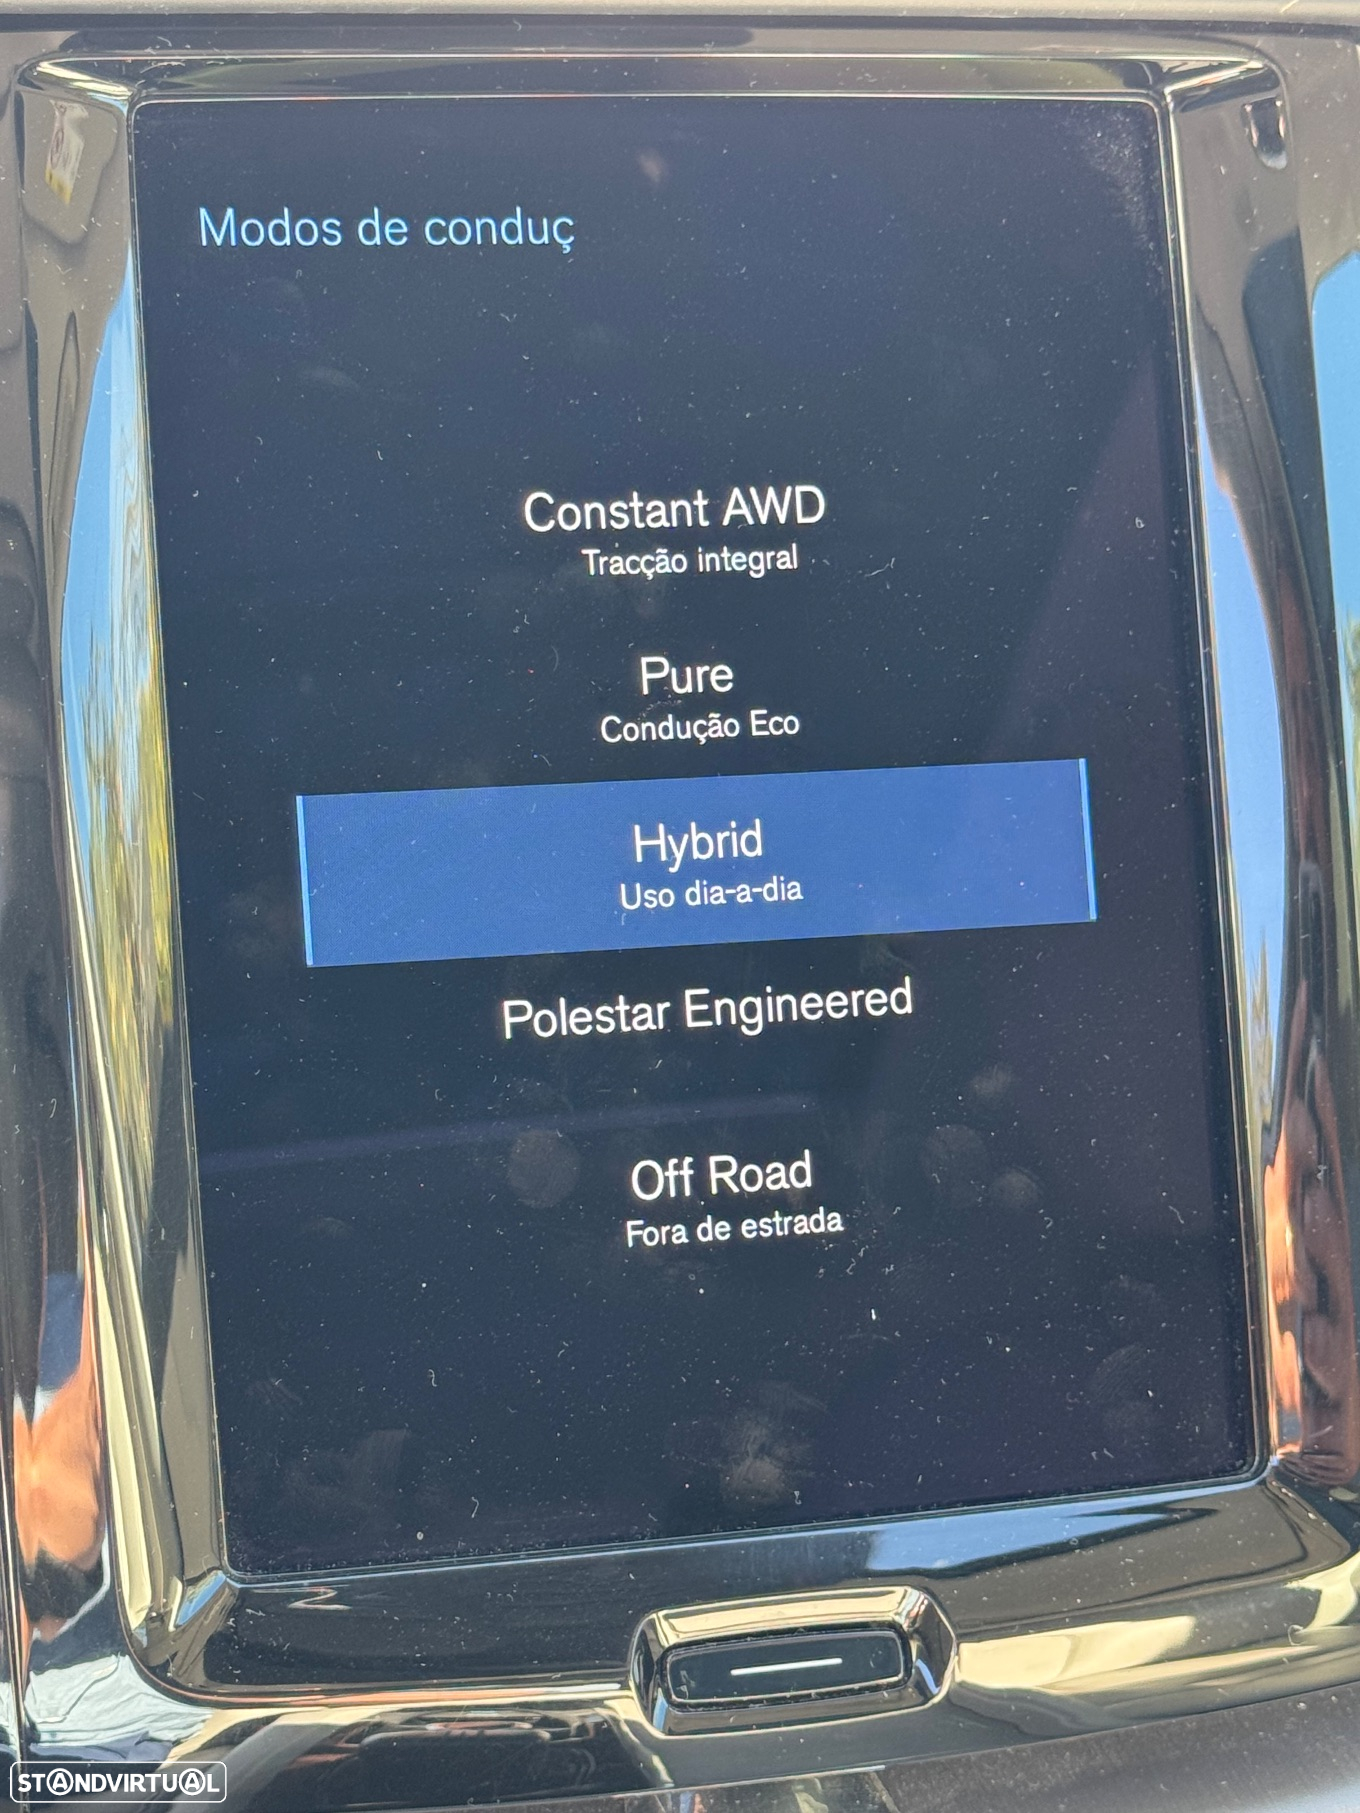 Modos de conduç
Constant AWD
Tracção integral
Pure
Condução Eco
Hybrid
Uso dia-a-dia
Polestar Engineered
Off Road
Fora de estrada
STANDVIRTUAL